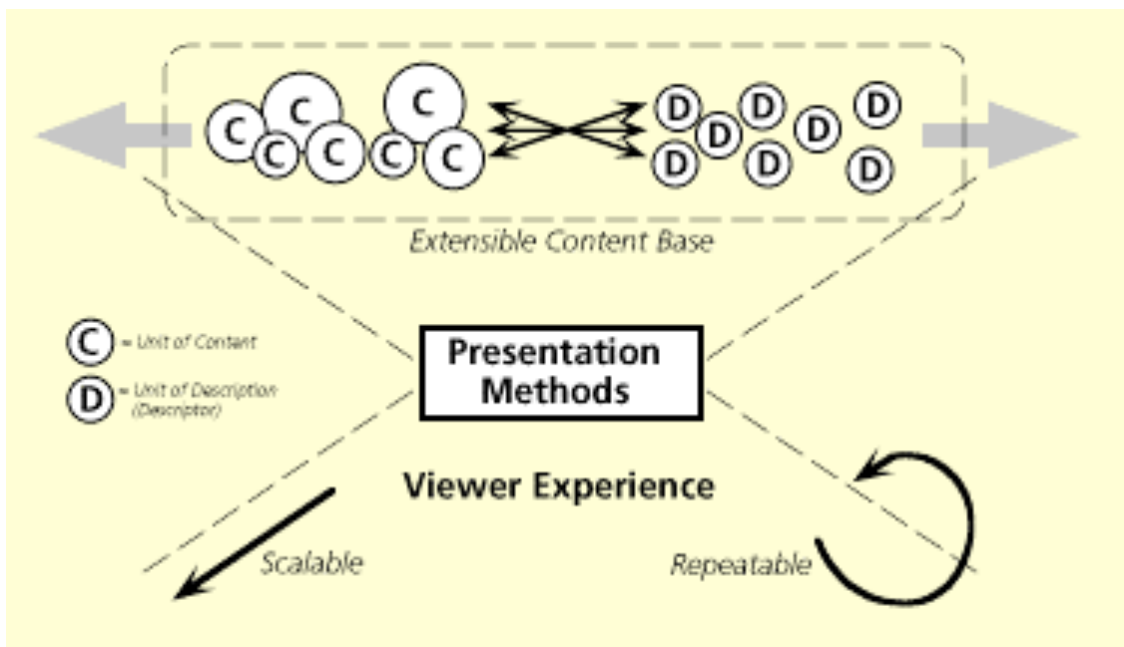 C C C C C C C
D D D D D D D D
Extensible Content Base
C = Unit of Content
D = Unit of Description
(Descriptor)
Presentation
Methods
Viewer Experience
Scalable
Repeatable